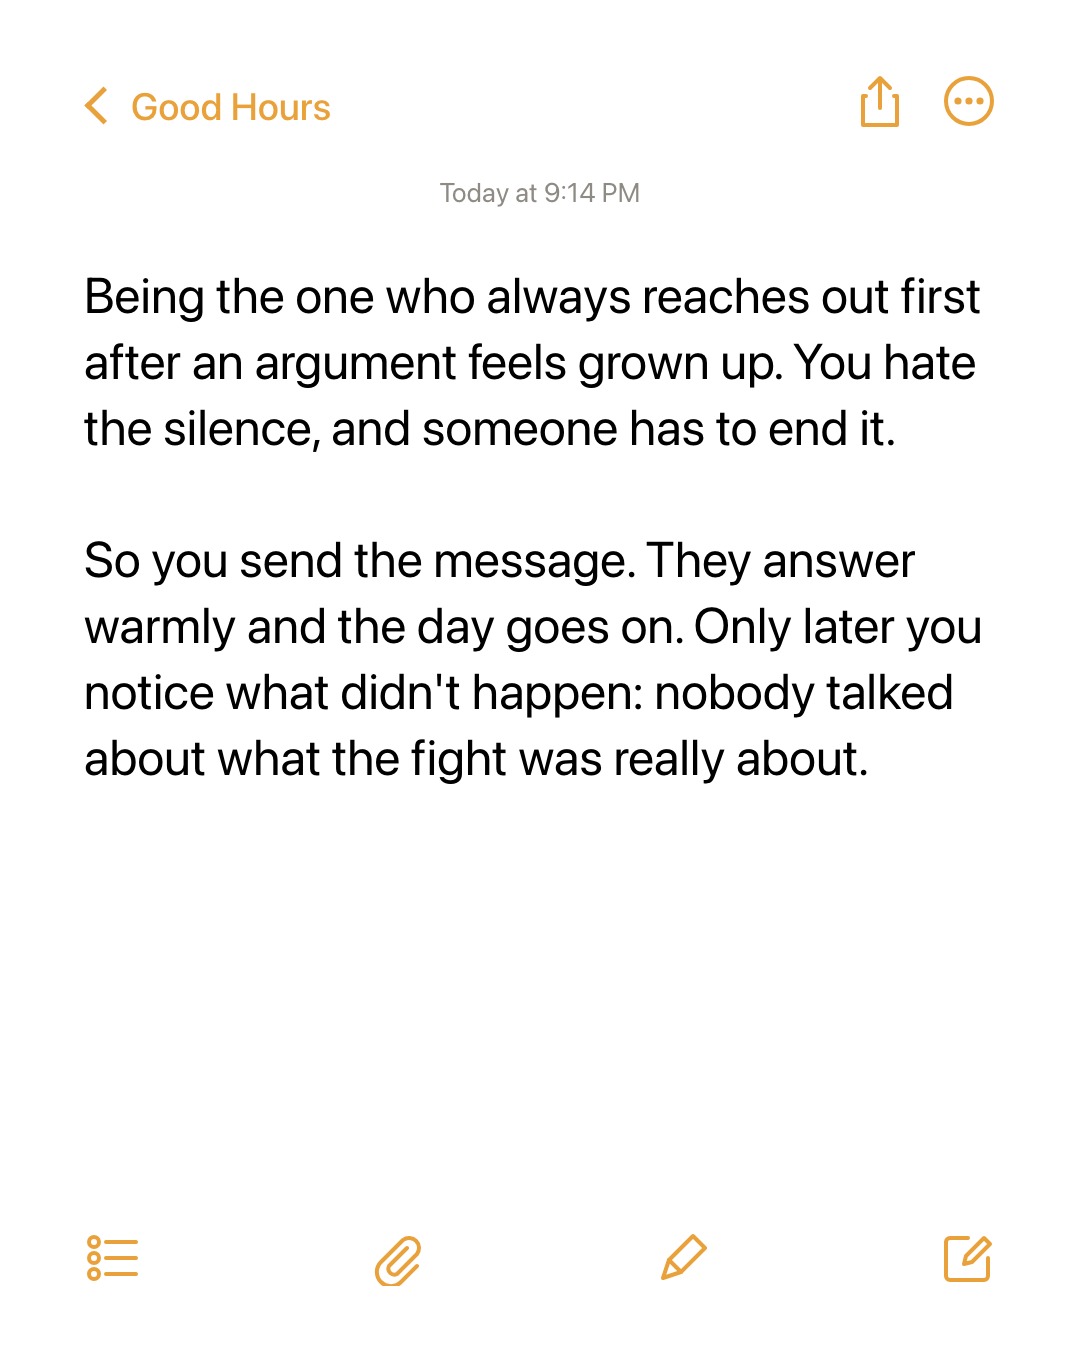 Good Hours
Today at 9:14 PM
Being the one who always reaches out first
after an argument feels grown up. You hate
the silence, and someone has to end it.
So you send the message. They answer
warmly and the day goes on. Only later you
notice what didn't happen: nobody talked
about what the fight was really about.